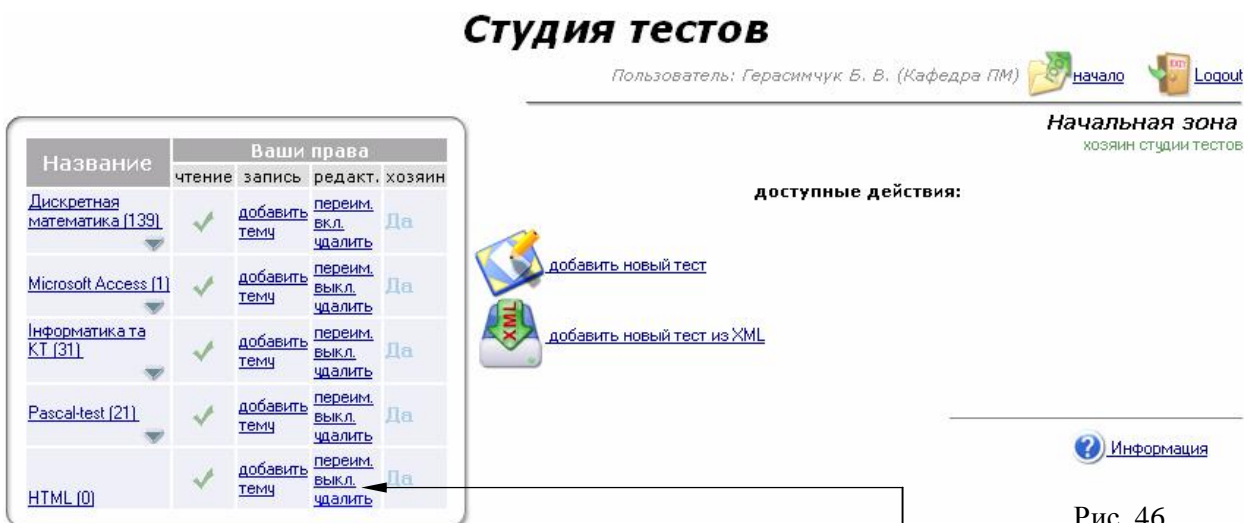 Студия тестов
Пользователь: Герасимчук Б. В. (Кафедра ПМ)
начало
Logout
Начальная зона
хозяин студии тестов
Название
Ваши права
чтение запись редакт. хозяин
Дискретная
математика (139)
добавить
тему
переим.
вкл.
удалить
Да
Microsoft Access (1)
добавить
тему
переим.
выкл.
удалить
Да
Інформатика та
КТ (31)
добавить
тему
переим.
выкл.
удалить
Да
Pascal-test (21)
добавить
тему
переим.
выкл.
удалить
Да
HTML (0)
добавить
тему
переим.
выкл.
удалить
Да
доступные действия:
добавить новый тест
XML
добавить новый тест из XML
Информация
Рис. 46